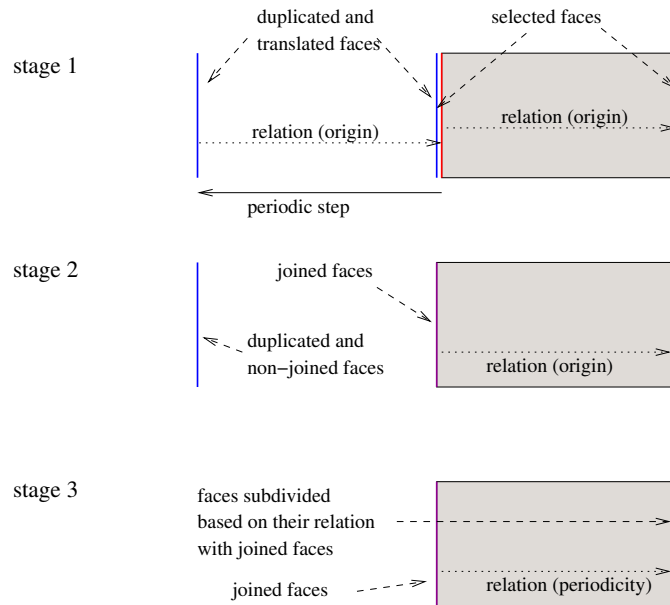 duplicated and
translated faces
selected faces
stage 1
relation (origin)
relation (origin)
periodic step
stage 2
joined faces
duplicated and
non−joined faces
relation (origin)
stage 3
faces subdivided
based on their relation
with joined faces
joined faces
relation (periodicity)